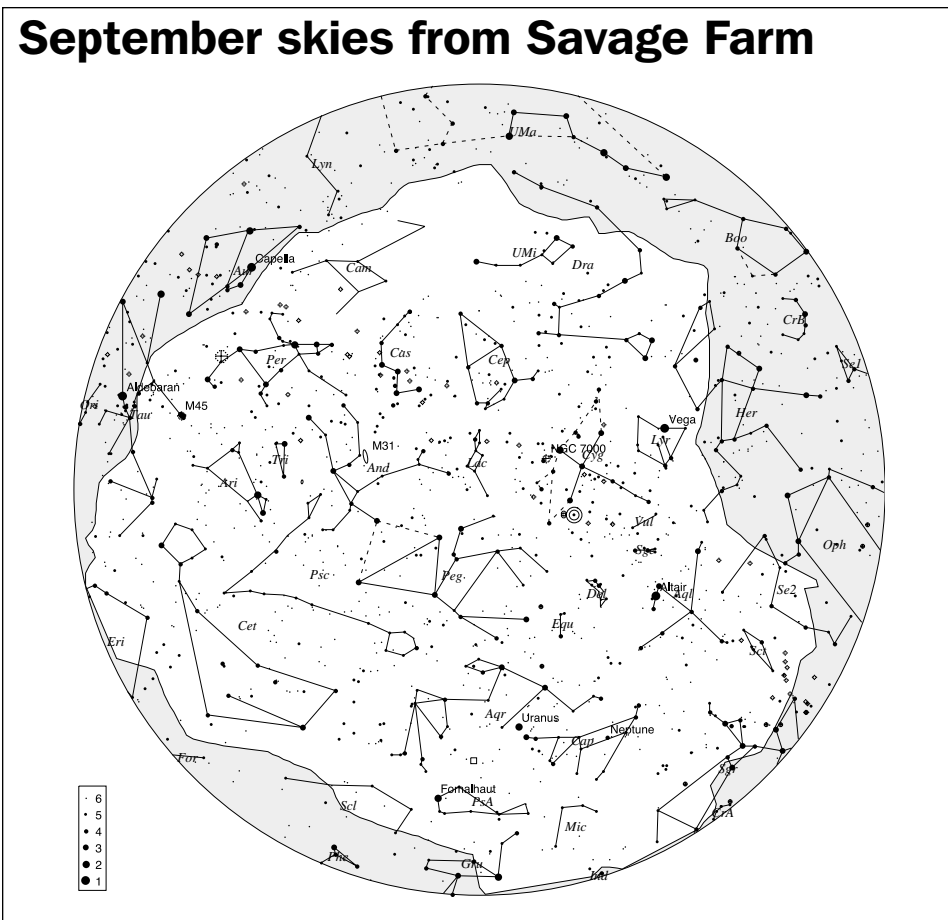 September skies from Savage Farm
UMa
Lyn
Boo
UMi
Dra
Capella
Aur
Cam
CrB
Per
Cas
Cep
Se1
Aldebaran
Ori
Tau
M45
Her
Vega
Lyr
M31
And
Tri
Lac
NGC 7000
Cyg
Ari
Vul
Sge
Oph
Psc
Peg
Del
Altair
Aql
Se2
Cet
Equ
Eri
Sct
Aqr
Uranus
Neptune
Cap
For
Sgr
Fomalhaut
PsA
Scl
CrA
Mic
Phe
Gru
Ind
6
5
4
3
2
1